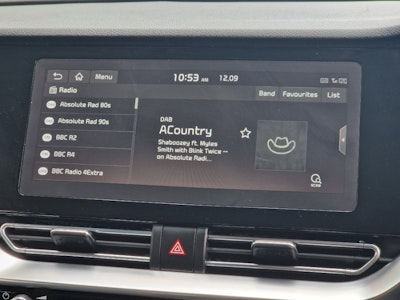 Menu
10:53 AM 12.09
Radio
Band Favourites List
Absolute Rad 80s
Absolute Rad 90s
BBC R2
BBC R4
BBC Radio 4Extra
DAB
ACountry
Shaboozey ft. Myles
Smith with Blink Twice --
on Absolute Radi...
SCAN